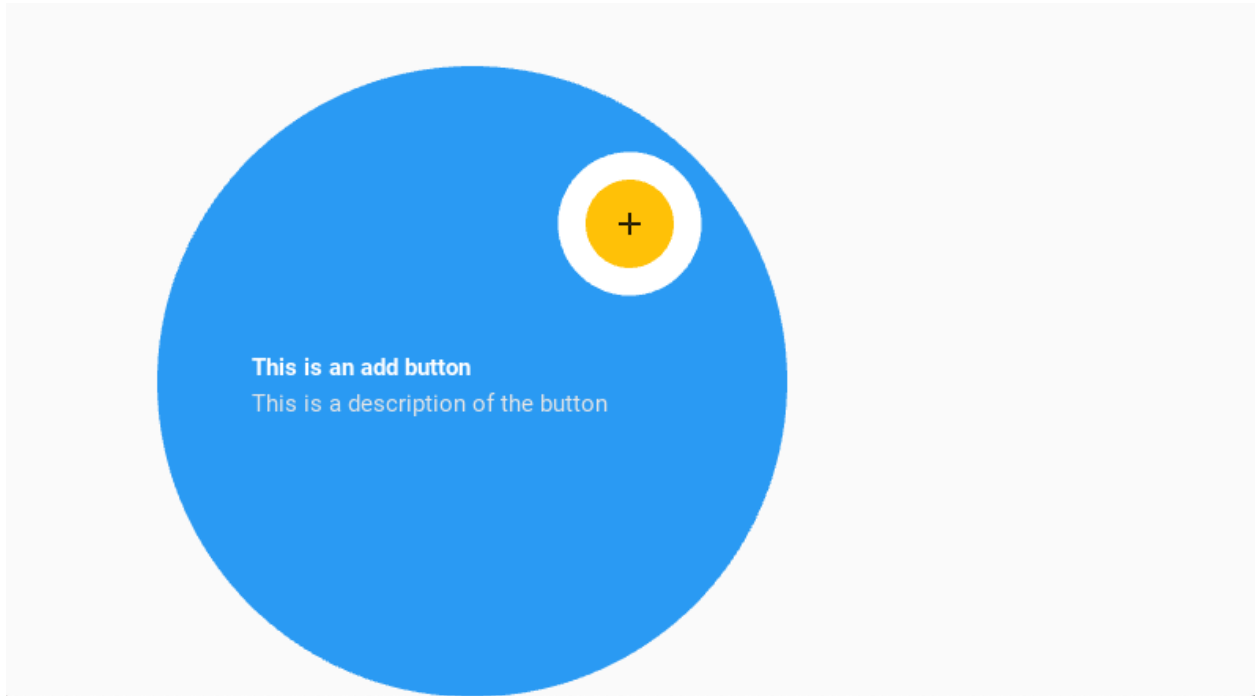 +
This is an add button
This is a description of the button